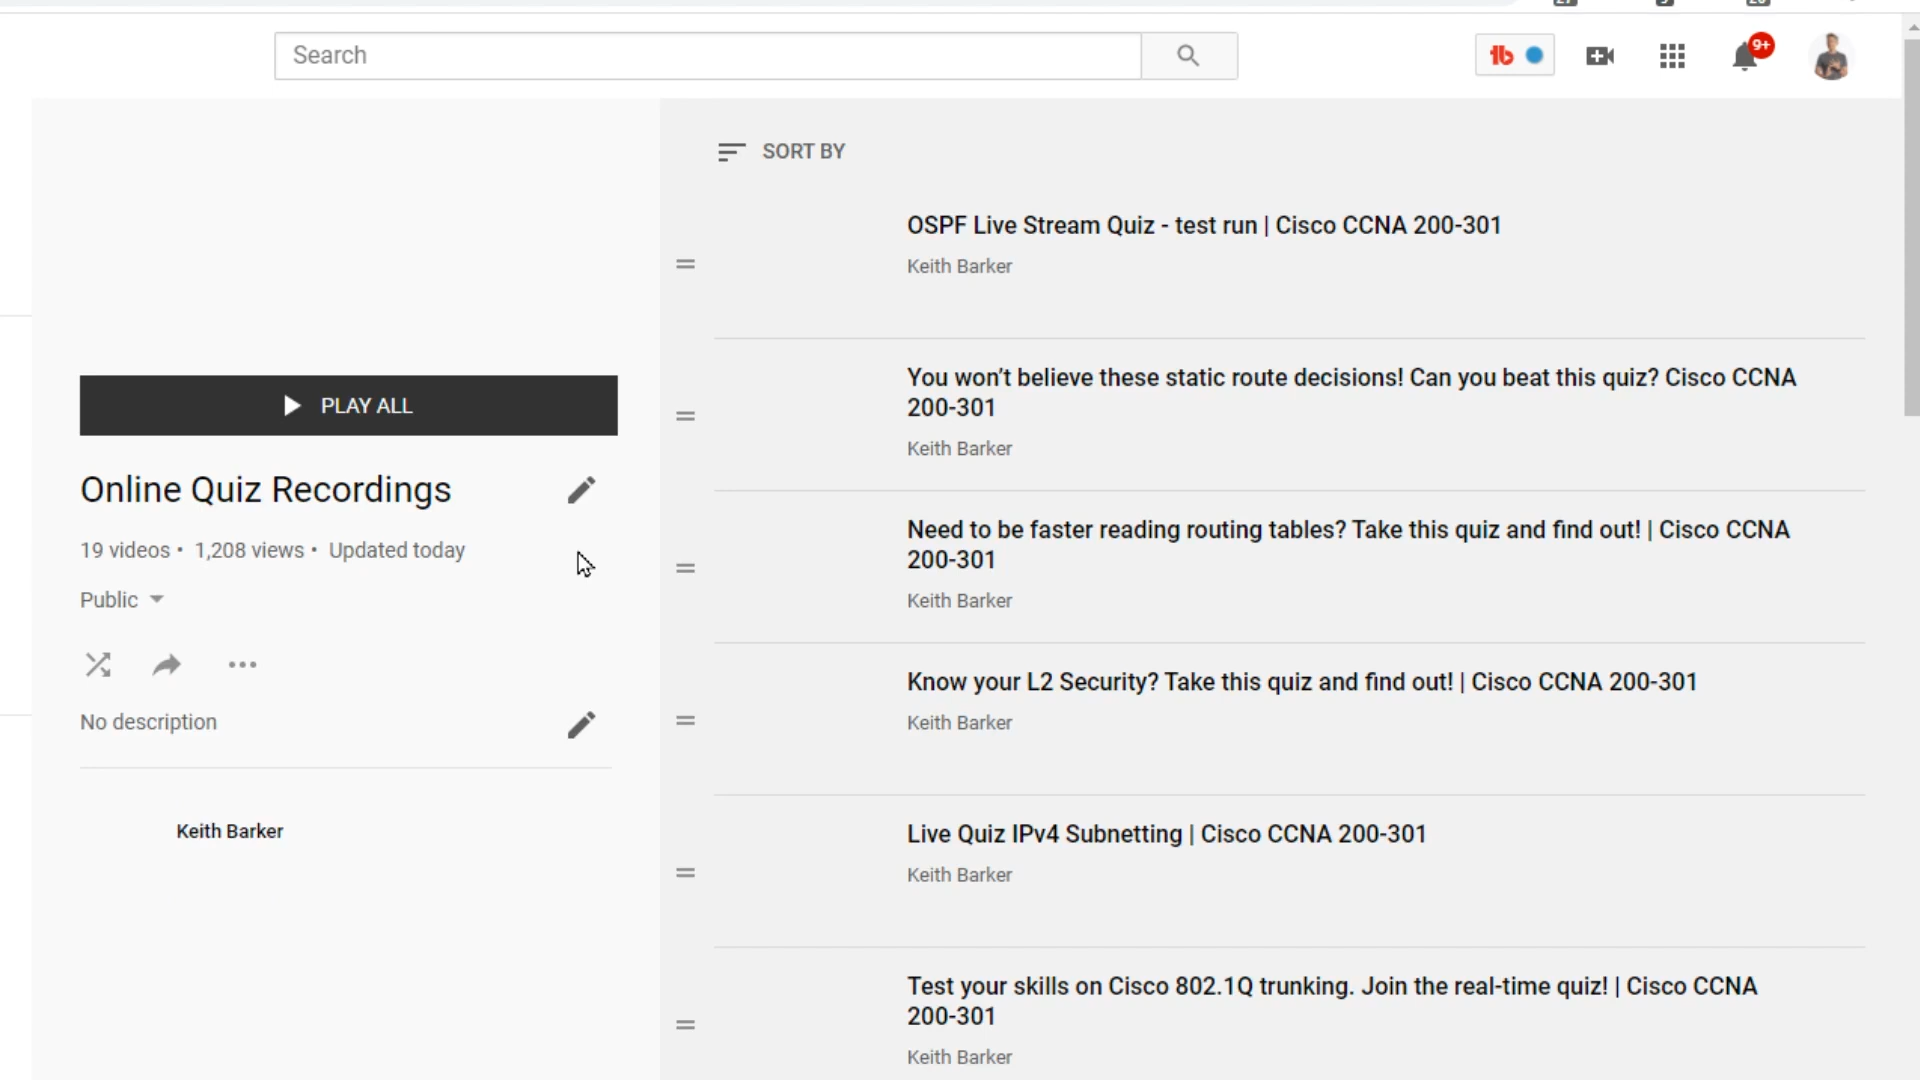 Search
9+
SORT BY
OSPF Live Stream Quiz - test run | Cisco CCNA 200-301
Keith Barker
You won't believe these static route decisions! Can you beat this quiz? Cisco CCNA
200-301
Keith Barker
PLAY ALL
Online Quiz Recordings
19 videos • 1,208 views • Updated today
Public
No description
Keith Barker
Need to be faster reading routing tables? Take this quiz and find out! | Cisco CCNA
200-301
Keith Barker
Know your L2 Security? Take this quiz and find out! | Cisco CCNA 200-301
Keith Barker
Live Quiz IPv4 Subnetting | Cisco CCNA 200-301
Keith Barker
Test your skills on Cisco 802.1Q trunking. Join the real-time quiz! | Cisco CCNA
200-301
Keith Barker